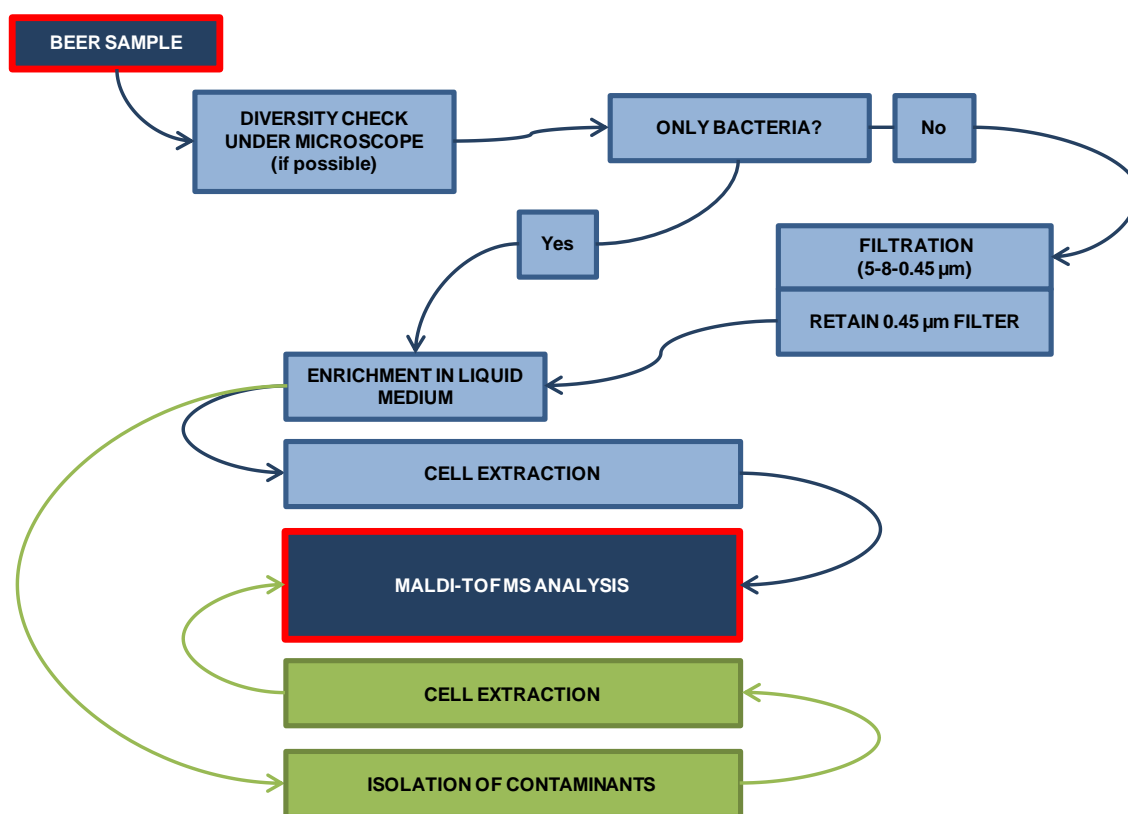 BEER SAMPLE
DIVERSITY CHECK
UNDER MICROSCOPE
(if possible)
ONLY BACTERIA?
No
Yes
FILTRATION
(5-8-0.45 µm)
RETAIN 0.45 µm FILTER
ENRICHMENT IN LIQUID
MEDIUM
CELL EXTRACTION
MALDI-TOF MS ANALYSIS
CELL EXTRACTION
ISOLATION OF CONTAMINANTS